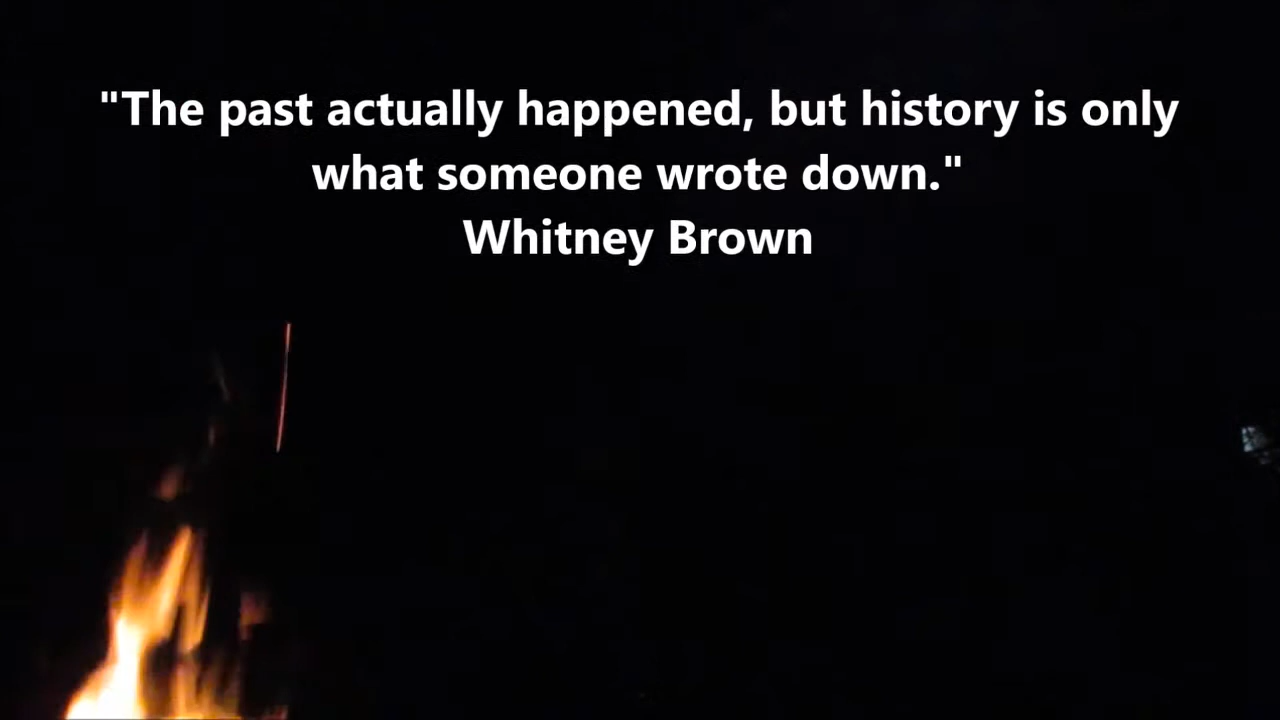 "The past actually happened, but history is only
what someone wrote down."
Whitney Brown